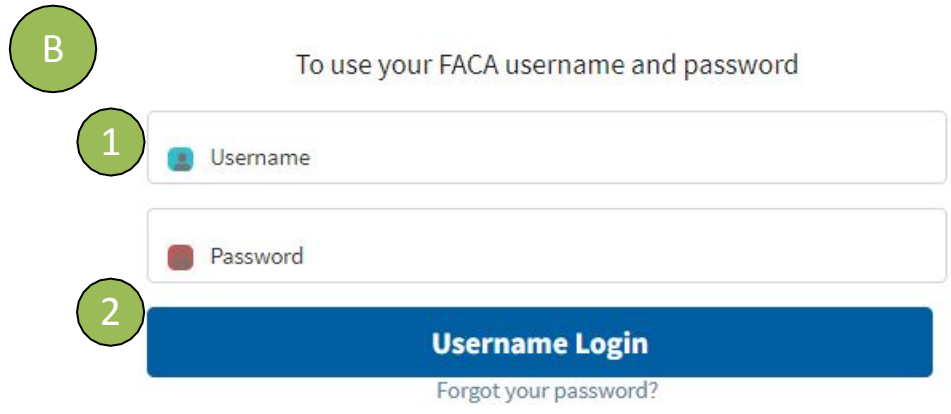 B
To use your FACA username and password
1
Username
Password
2
Username Login
Forgot your password?